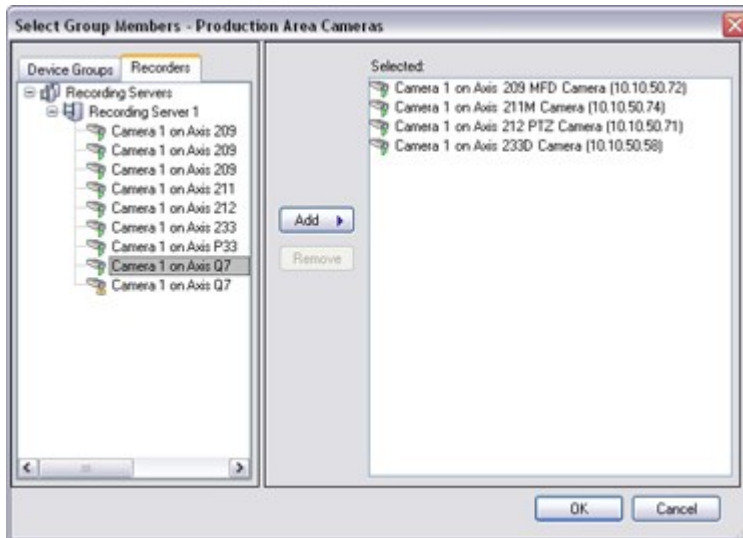 Select Group Members - Production Area Cameras
Device Groups
Recorders
Recording Servers
Recording Server 1
Camera 1 on Axis 209
Camera 1 on Axis 209
Camera 1 on Axis 209
Camera 1 on Axis 211
Camera 1 on Axis 212
Camera 1 on Axis 233
Camera 1 on Axis P33
Camera 1 on Axis Q7
Camera 1 on Axis Q7
Add
Remove
Selected:
Camera 1 on Axis 209 MFD Camera (10.10.50.72)
Camera 1 on Axis 211M Camera (10.10.50.74)
Camera 1 on Axis 212 PTZ Camera (10.10.50.71)
Camera 1 on Axis 233D Camera (10.10.50.58)
OK
Cancel